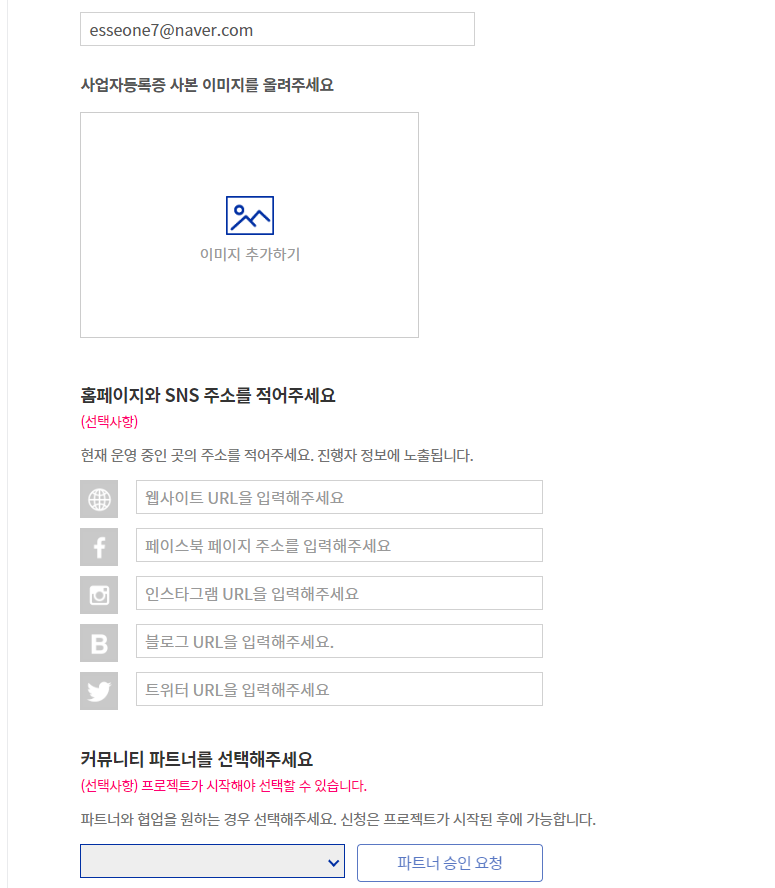 esseone7@naver.com
사업자등록증 사본 이미지를 올려주세요
이미지 추가하기
홈페이지와 SNS 주소를 적어주세요
(선택사항)
현재 운영 중인 곳의 주소를 적어주세요. 진행자 정보에 노출됩니다.
웹사이트 URL을 입력해주세요
페이스북 페이지 주소를 입력해주세요
인스타그램 URL을 입력해주세요
블로그 URL을 입력해주세요.
트위터 URL을 입력해주세요
커뮤니티 파트너를 선택해주세요
(선택사항) 프로젝트가 시작해야 선택할 수 있습니다.
파트너와 협업을 원하는 경우 선택해주세요. 신청은 프로젝트가 시작된 후에 가능합니다.
파트너 승인 요청